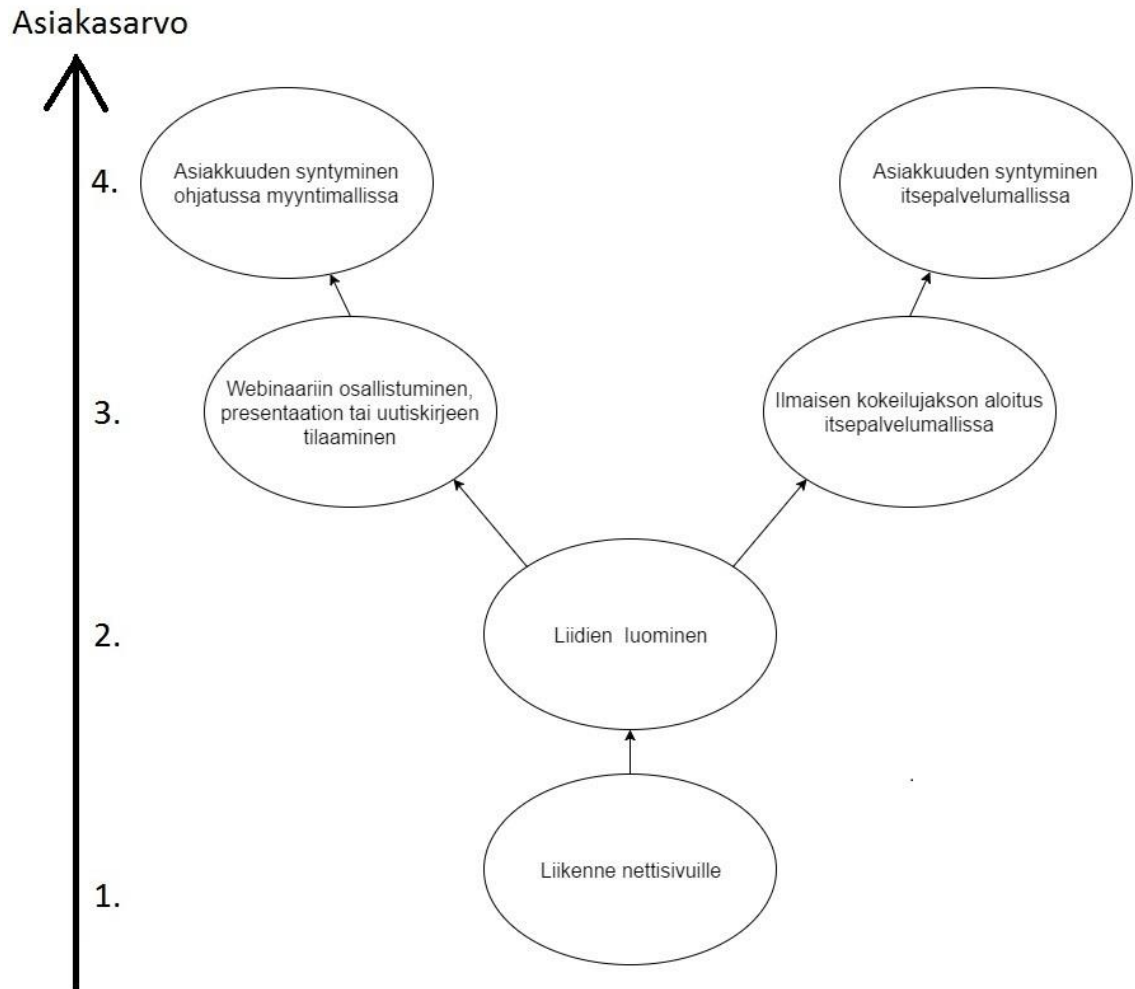 Asiakasarvo
4.
Asiakkuuden syntyminen
ohjatussa myyntimallissa
Asiakkuuden syntyminen
itsepalvelumallissa
3.
Webinaariin osallistuminen,
presentaation tai uutiskirjeen
tilaaminen
Ilmaisen kokeilujakson aloitus
itsepalvelumallissa
2.
Liidien luominen
1.
Liikenne nettisivuille